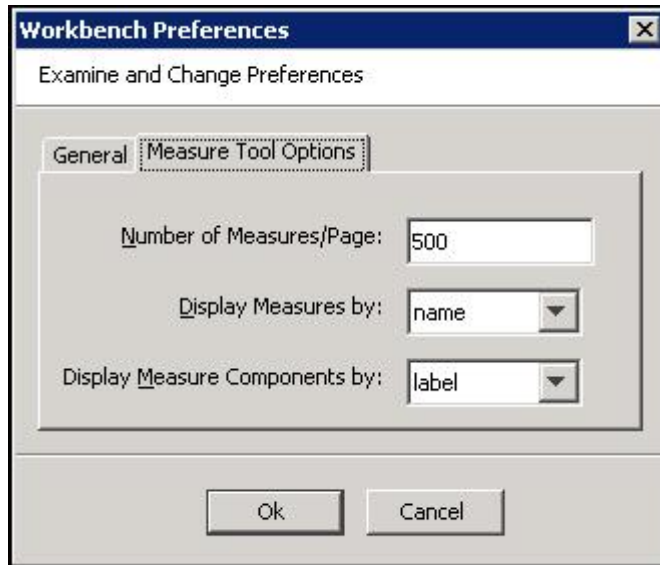 Workbench Preferences
Examine and Change Preferences
General Measure Tool Options
Number of Measures/Page: 500
Display Measures by: name
Display Measure Components by: label
Ok Cancel